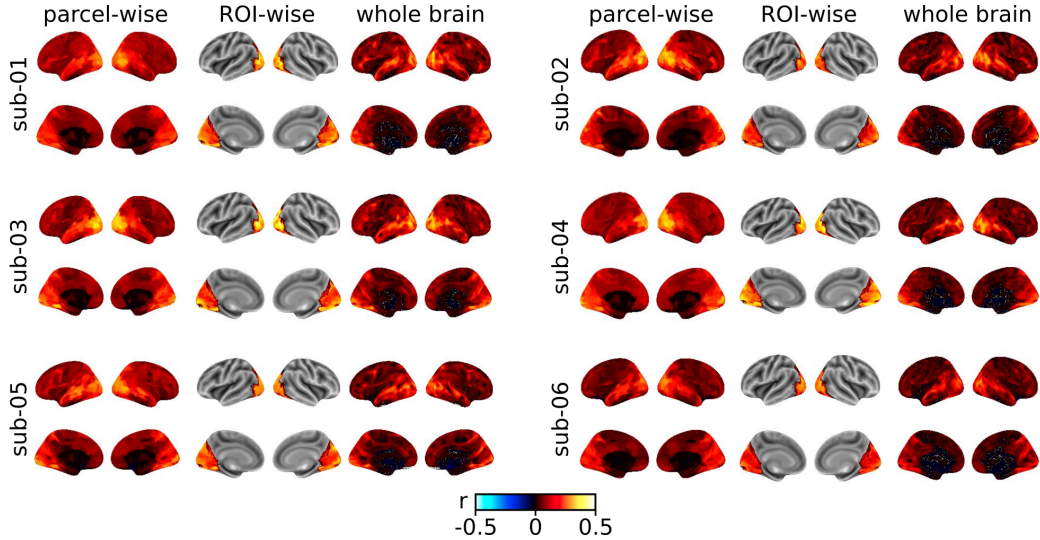 parcel-wise ROI-wise whole brain parcel-wise ROI-wise whole brain
sub-01 sub-02
sub-03 sub-04
sub-05 sub-06
r
-0.5 0 0.5